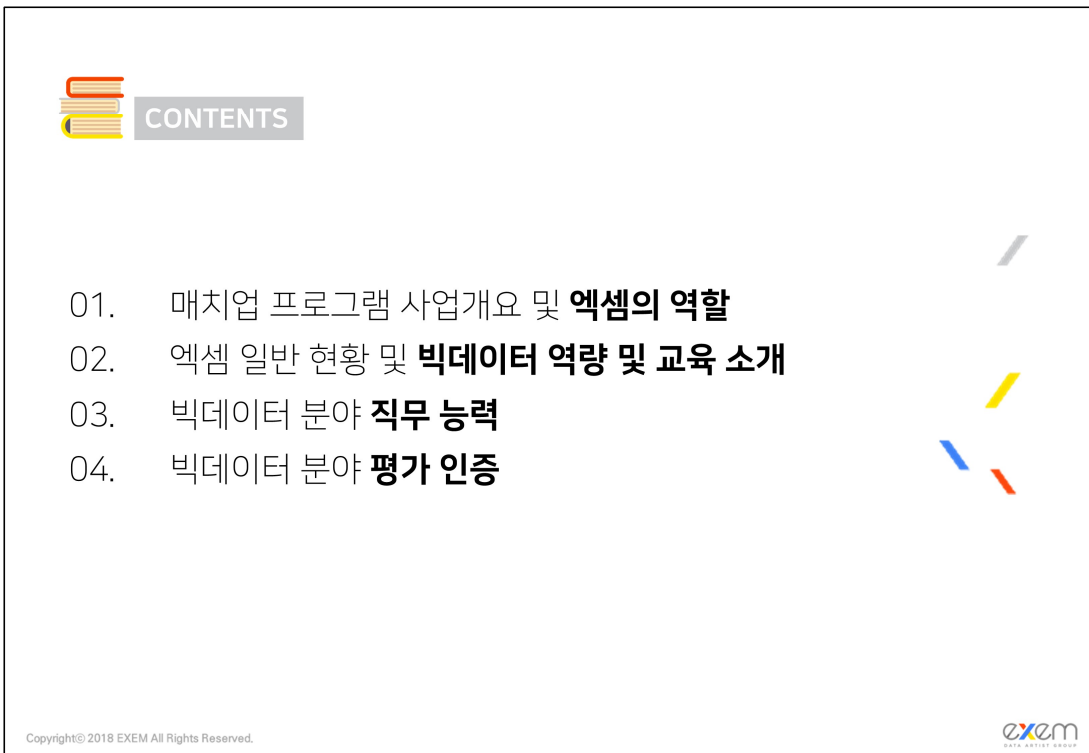 CONTENTS
01. 매치업 프로그램 사업개요 및 엑셈의 역할
02. 엑셈 일반 현황 및 빅데이터 역량 및 교육 소개
03. 빅데이터 분야 직무 능력
04. 빅데이터 분야 평가 인증
Copyright© 2018 EXEM All Rights Reserved.
exem
DATA ARTIST GROUP